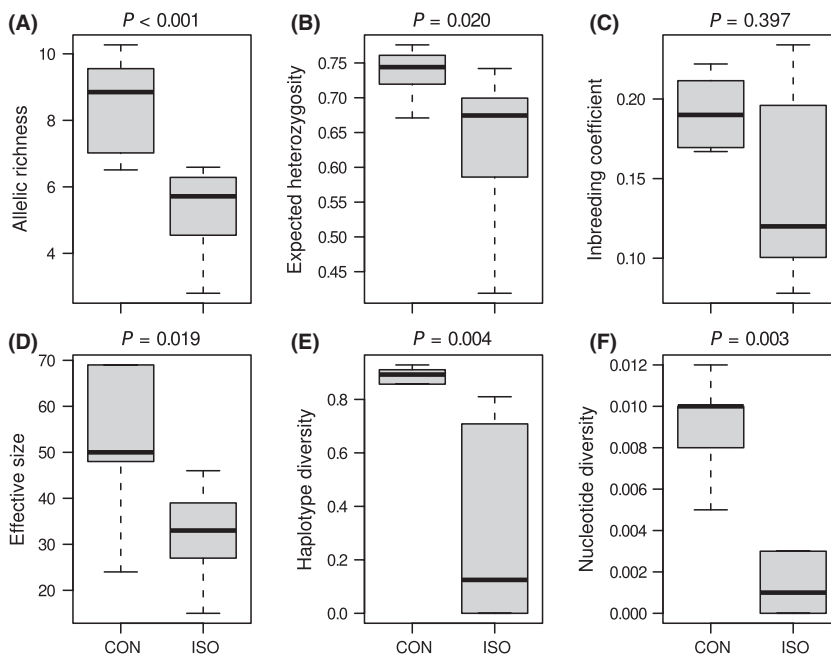 (A)
P < 0.001
Allelic richness
10
8
6
4
(B)
P = 0.020
Expected heterozygosity
0.75
0.70
0.65
0.60
0.55
0.50
0.45
(C)
P = 0.397
Inbreeding coefficient
0.20
0.15
0.10
(D)
P = 0.019
Effective size
70
60
50
40
30
20
CON ISO
(E)
P = 0.004
Haplotype diversity
0.8
0.6
0.4
0.2
0.0
CON ISO
(F)
P = 0.003
Nucleotide diversity
0.012
0.010
0.008
0.006
0.004
0.002
0.000
CON ISO